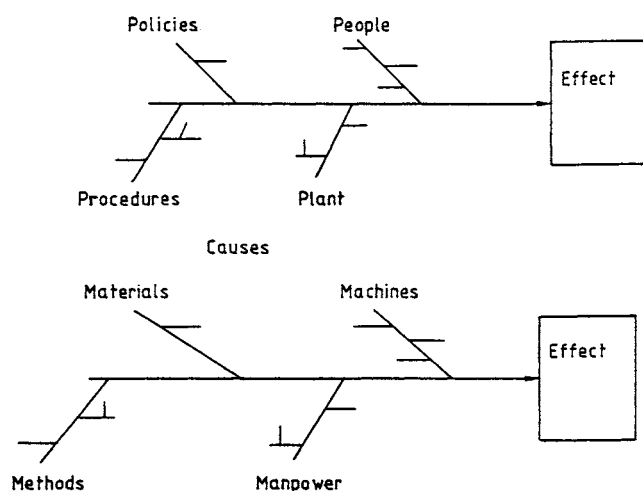 Policies
People
Effect
Procedures
Plant
Causes
Materials
Machines
Effect
Methods
Manpower